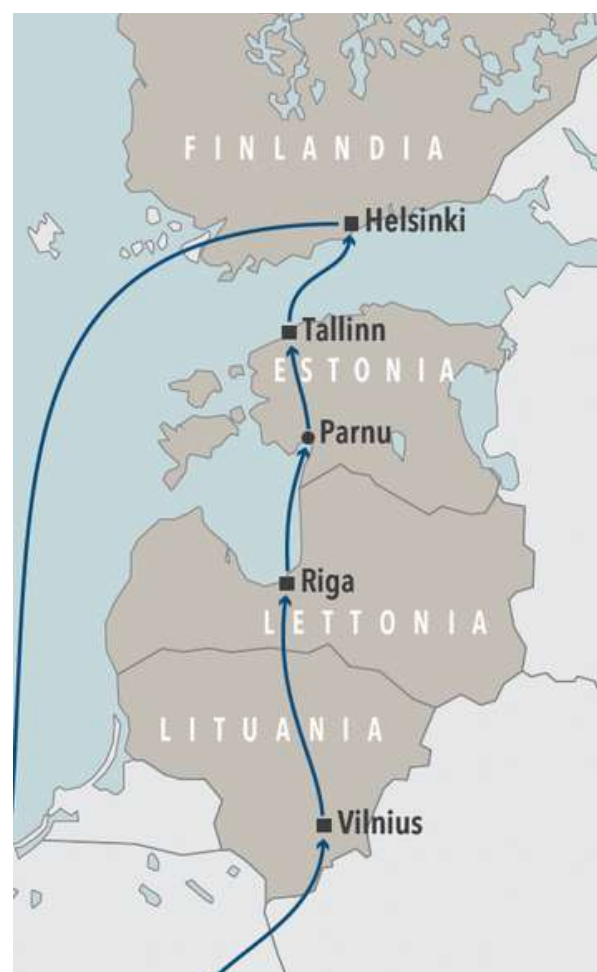 FINLANDIA
Helsinki
Tallinn
ESTONIA
Parnu
Riga
LETTONIA
LITUANIA
Vilnius